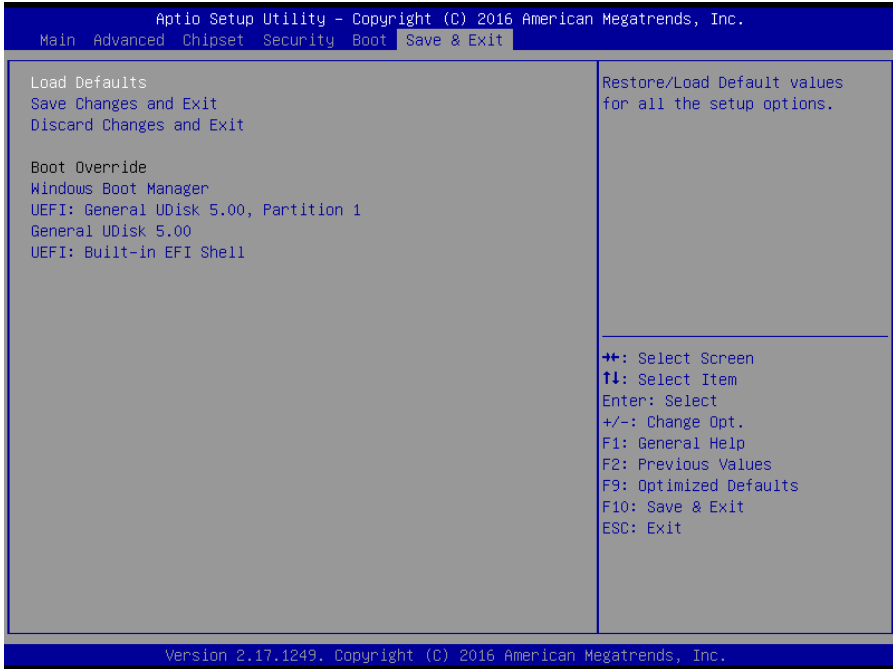 Aptio Setup Utility – Copyright (C) 2016 American Megatrends, Inc.
Main Advanced Chipset Security Boot Save & Exit
Load Defaults
Save Changes and Exit
Discard Changes and Exit
Boot Override
Windows Boot Manager
UEFI: General UDisk 5.00, Partition 1
General UDisk 5.00
UEFI: Built-in EFI Shell
Restore/Load Default values
for all the setup options.
→←: Select Screen
↑↓: Select Item
Enter: Select
+/-: Change Opt.
F1: General Help
F2: Previous Values
F9: Optimized Defaults
F10: Save & Exit
ESC: Exit
Version 2.17.1249. Copyright (C) 2016 American Megatrends, Inc.